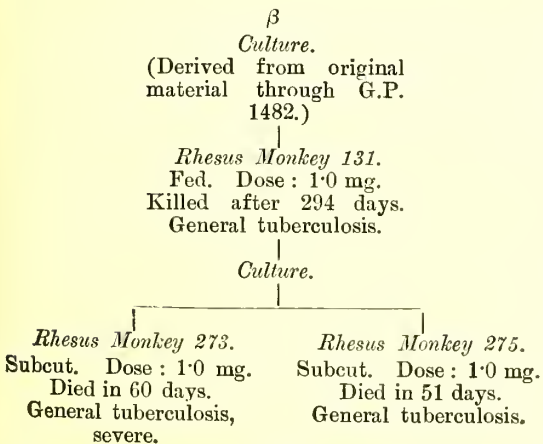 β
Culture.
(Derived from original
material through G.P.
1482.)
Rhesus Monkey 131.
Fed. Dose : 1·0 mg.
Killed after 294 days.
General tuberculosis.
Culture.
Rhesus Monkey 273.
Subcut. Dose : 1·0 mg.
Died in 60 days.
General tuberculosis,
severe.
Rhesus Monkey 275.
Subcut. Dose : 1·0 mg.
Died in 51 days.
General tuberculosis.